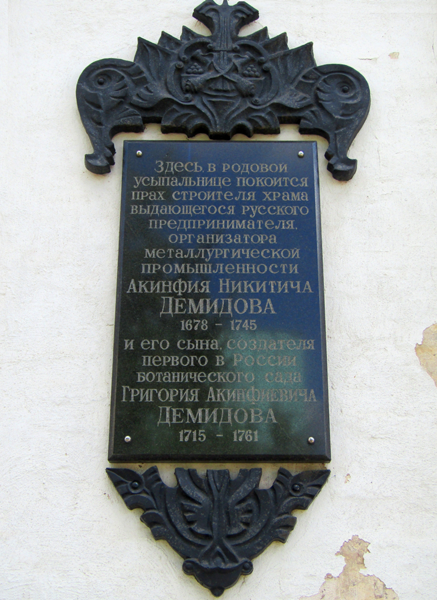 Здесь, в родовой
усыпальнице покоится
прах строителя храма
выдающегося русского
предпринимателя,
организатора
металлургической
промышленности
Акинфия Никитича
Демидова
1678 - 1745
и его сына, создателя
первого в России
ботанического сада
Григория Акинфиевича
Демидова
1715 - 1761